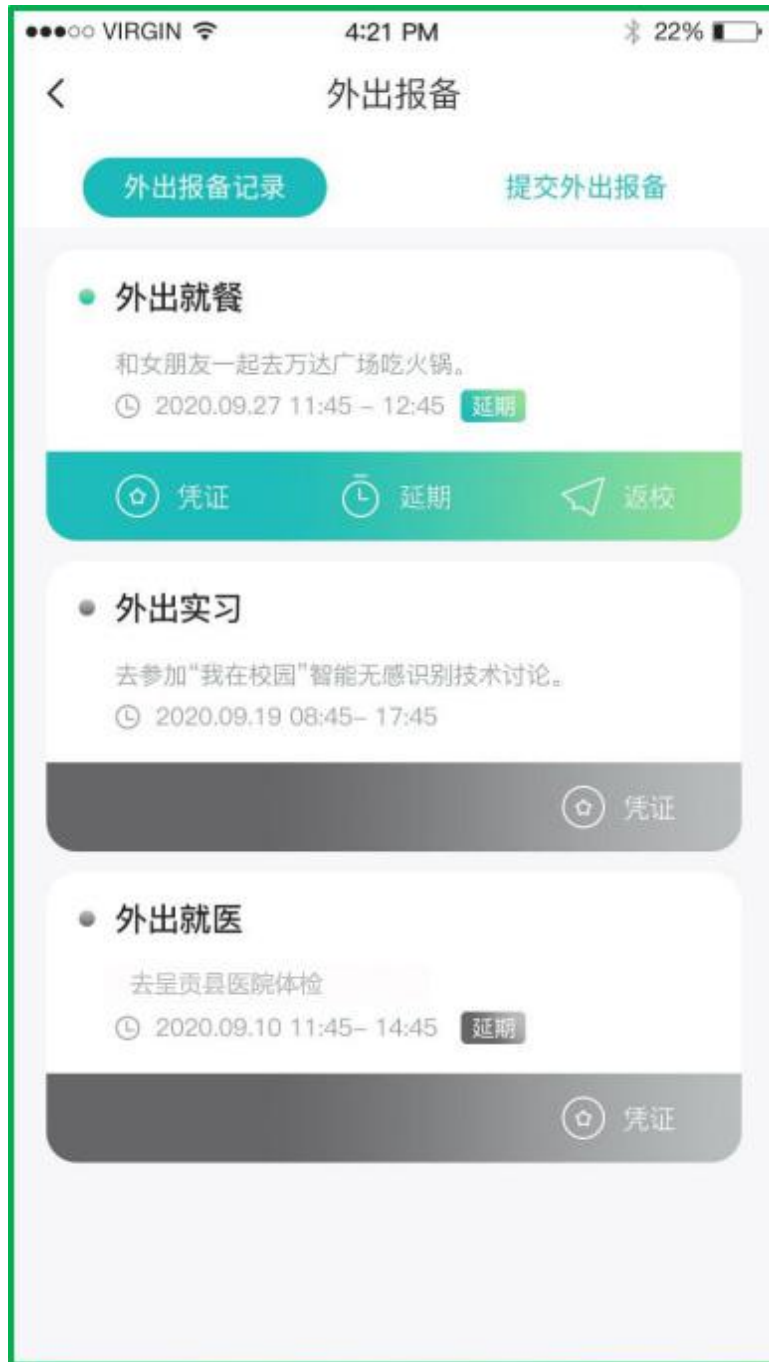 VIRGIN 4:21 PM 22%
外出报备
外出报备记录 提交外出报备
外出就餐
和女朋友一起去万达广场吃火锅。
2020.09.27 11:45 – 12:45 延期
凭证 延期 返校
外出实习
去参加“我在校园”智能无感识别技术讨论。
2020.09.19 08:45– 17:45
凭证
外出就医
去呈贡县医院体检
2020.09.10 11:45– 14:45 延期
凭证